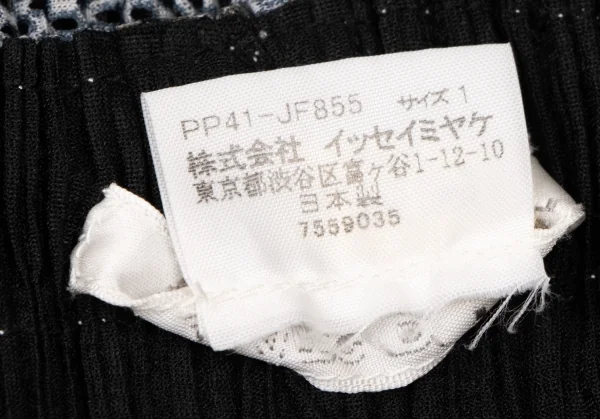 PP41-JF855 サイズ 1
株式会社 イッセイミヤケ
東京都渋谷区富ヶ谷1-12-10
日本製
7559035